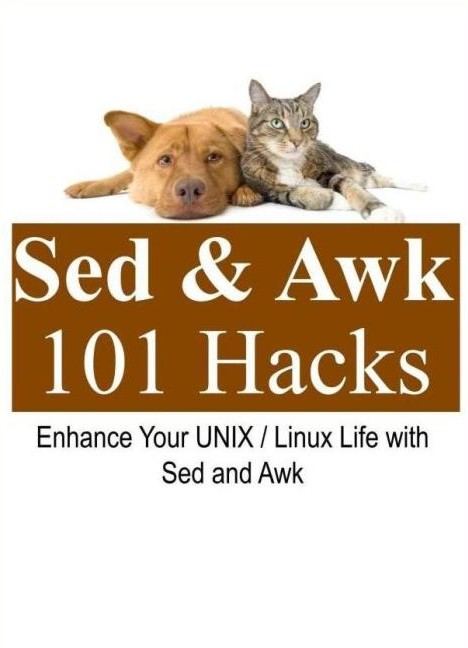 Sed & Awk
101 Hacks
Enhance Your UNIX / Linux Life with
Sed and Awk